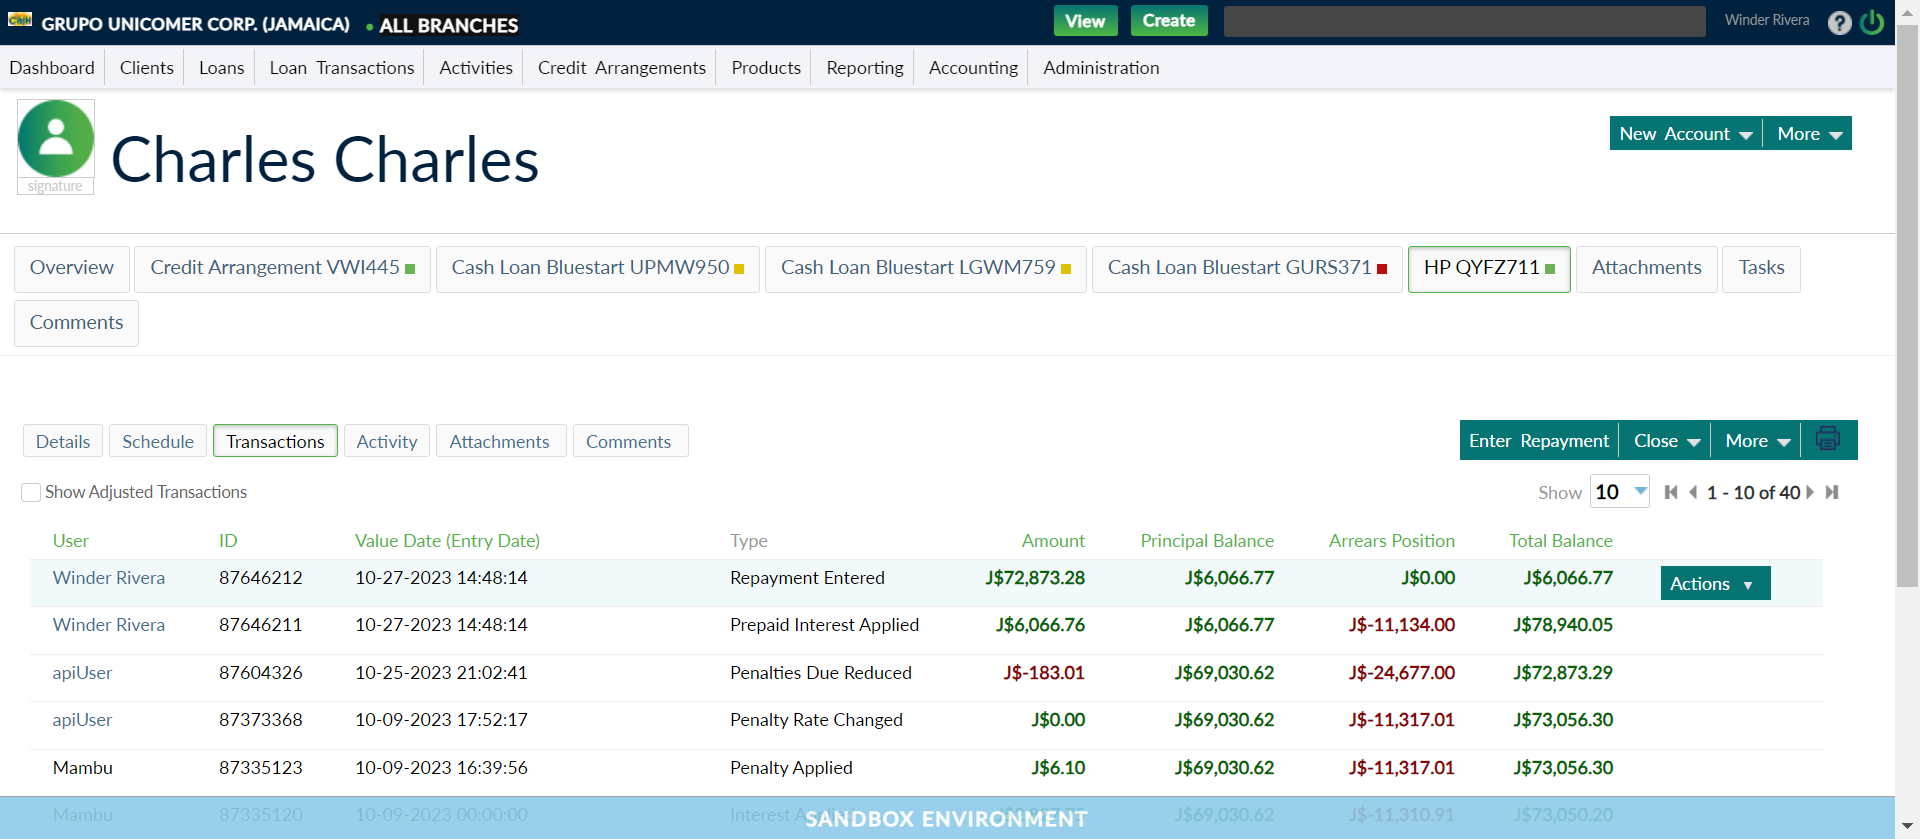 CaSH GRUPO UNICOMER CORP. (JAMAICA) • ALL BRANCHES View Create Winder Rivera ?
Dashboard Clients Loans Loan Transactions Activities Credit Arrangements Products Reporting Accounting Administration
signature
Charles Charles
New Account More
Overview Credit Arrangement VWI445 Cash Loan Bluestart UPMW950 Cash Loan Bluestart LGWM759 Cash Loan Bluestart GURS371 HP QYFZ711 Attachments Tasks
Comments
Details Schedule Transactions Activity Attachments Comments Enter Repayment Close More
Show Adjusted Transactions Show 10 1 - 10 of 40
User ID Value Date (Entry Date) Type Amount Principal Balance Arrears Position Total Balance
Winder Rivera 87646212 10-27-2023 14:48:14 Repayment Entered J$72,873.28 J$6,066.77 J$0.00 J$6,066.77 Actions
Winder Rivera 87646211 10-27-2023 14:48:14 Prepaid Interest Applied J$6,066.76 J$6,066.77 J$-11,134.00 J$78,940.05
apiUser 87604326 10-25-2023 21:02:41 Penalties Due Reduced J$-183.01 J$69,030.62 J$-24,677.00 J$72,873.29
apiUser 87373368 10-09-2023 17:52:17 Penalty Rate Changed J$0.00 J$69,030.62 J$-11,317.01 J$73,056.30
Mambu 87335123 10-09-2023 16:39:56 Penalty Applied J$6.10 J$69,030.62 J$-11,317.01 J$73,056.30
Mambu 87335120 10-09-2023 00:00:00 Interest J$69,030.62 J$-11,310.91 J$73,050.20
SANDBOX ENVIRONMENT